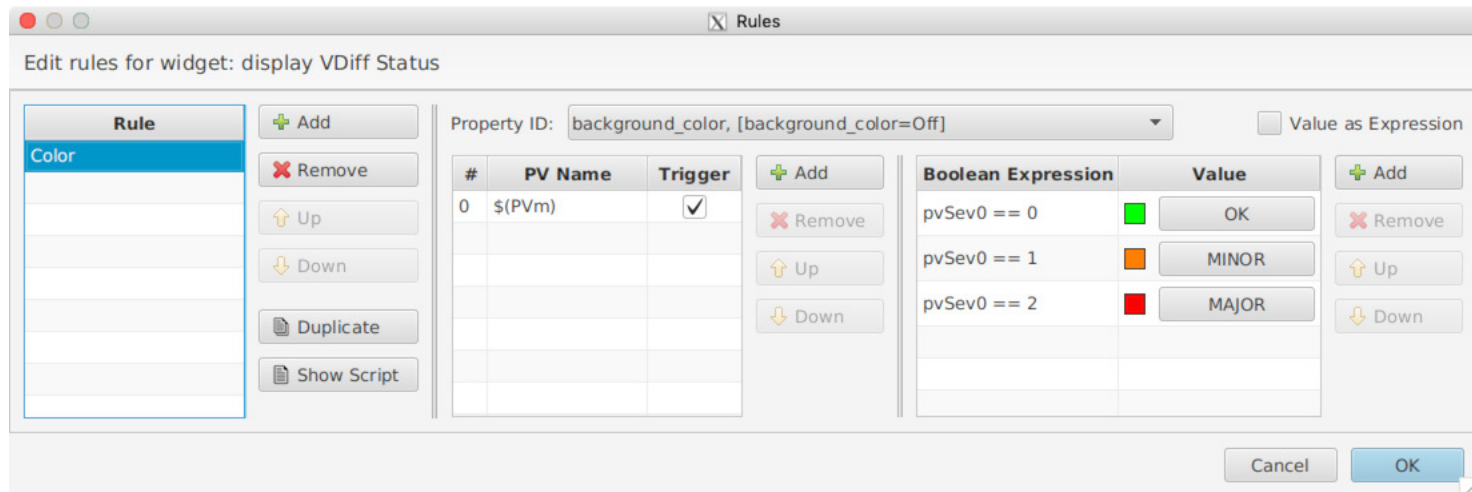 Rules
Edit rules for widget: display VDiff Status
Rule
Color
Add
Remove
Up
Down
Duplicate
Show Script
Property ID: background_color, [background_color=Off] Value as Expression
# PV Name Trigger
0 $(PVm)
Add
Remove
Up
Down
Boolean Expression Value
pvSev0 == 0 OK
pvSev0 == 1 MINOR
pvSev0 == 2 MAJOR
Add
Remove
Up
Down
Cancel OK